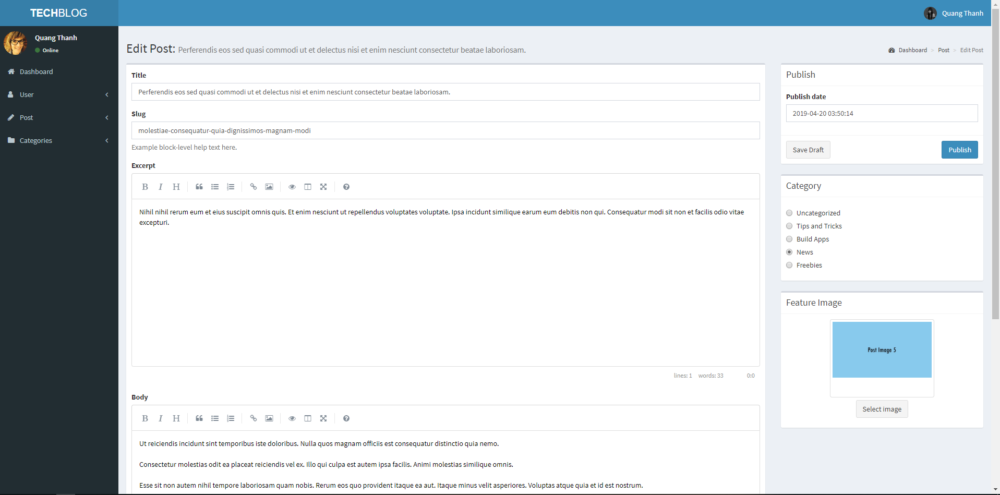 TECHBLOG
Quang Thanh
Quang Thanh
Online
Dashboard
User
Post
Categories
Edit Post: Perferendis eos sed quasi commodi ut et delectus nisi et enim nesciunt consectetur beatae laboriosam.
Dashboard > Post > Edit Post
Title
Perferendis eos sed quasi commodi ut et delectus nisi et enim nesciunt consectetur beatae laboriosam.
Slug
molestiae-consequatur-quia-dignissimos-magnam-modi
Example block-level help text here.
Excerpt
B I H
Nihil nihil rerum eum et eius suscipit omnis quis. Et enim nesciunt ut repellendus voluptates voluptate. Ipsa incidunt similique earum eum debitis non qui. Consequatur modi sit non et facilis odio vitae
excepturi.
lines: 1 words: 33 0:0
Body
B I H
Ut reiciendis incidunt sint temporibus iste doloribus. Nulla quos magnam officiis est consequatur distinctio quia nemo.
Consectetur molestias odit ea placeat reiciendis vel ex. Illo qui culpa est autem ipsa facilis. Animi molestias similique omnis.
Esse sit non autem nihil tempore laboriosam quam nobis. Rerum eos quo provident itaque ea aut. Itaque minus velit asperiores. Voluptas atque quia et id est nostrum.
Publish
Publish date
2019-04-20 03:50:14
Save Draft
Publish
Category
Uncategorized
Tips and Tricks
Build Apps
News
Freebies
Feature Image
Post Image 5
Select image